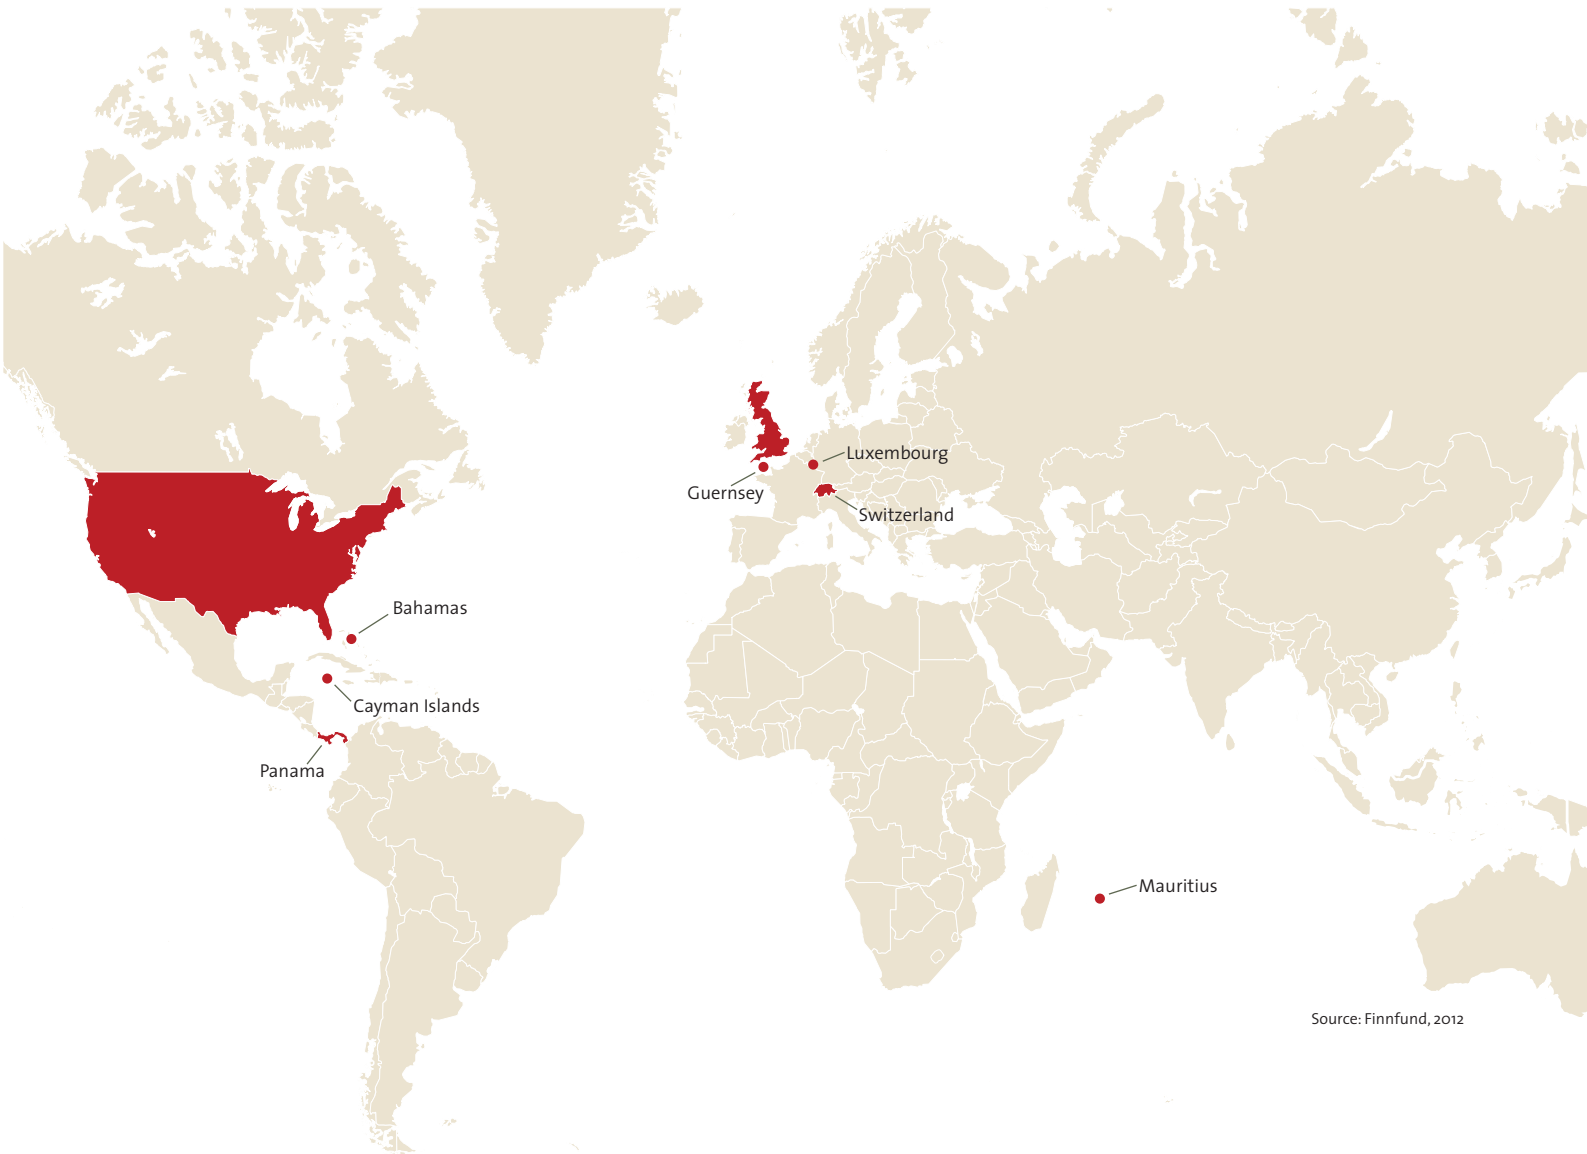 Luxembourg
Guernsey
Switzerland
Bahamas
Cayman Islands
Panama
Mauritius
Source: Finnfund, 2012